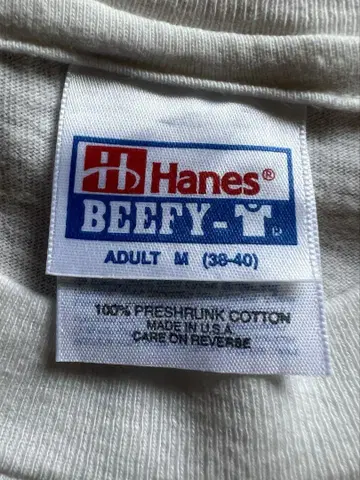 Hanes®
BEEFY-T
ADULT M (38-40)
100% PRESHRUNK COTTON
MADE IN U.S.A
CARE ON REVERSE